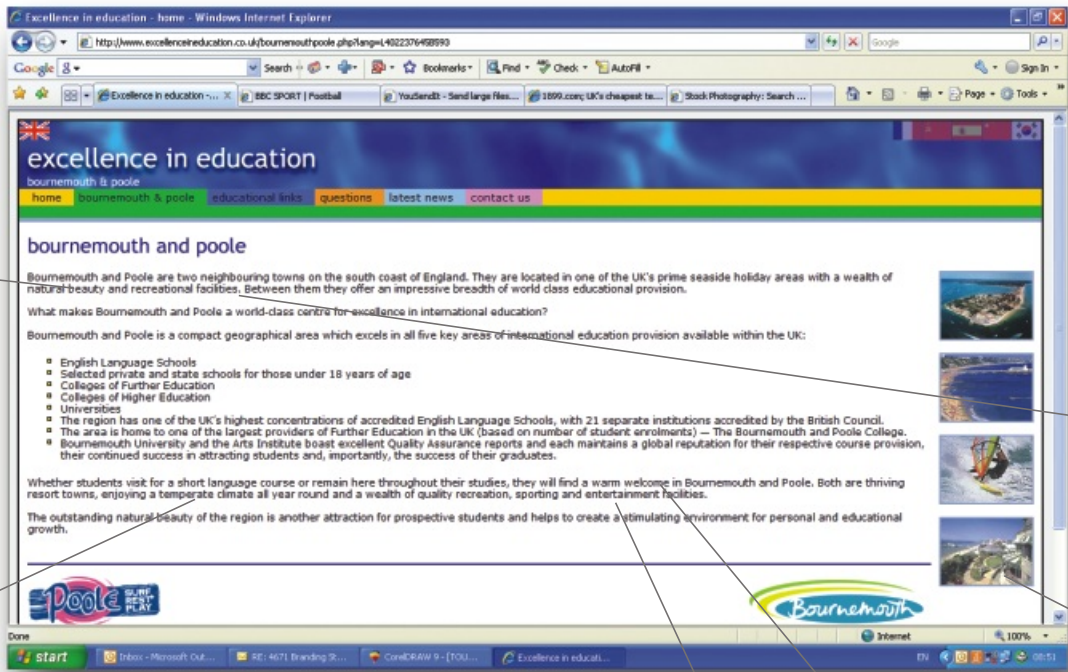 Excellence in education - home - Windows Internet Explorer
http://www.excellenceineducation.co.uk/bournemouthpoole.php?lang=L4022376458593
Google
Google
Search
Bookmarks
Find
Check
AutoFill
Sign In
Excellence in education -...
BBC SPORT | Football
YouSendIt - Send large files...
1899.com; UK's cheapest te...
Stock Photography: Search ...
Page
Tools
excellence in education
bournemouth & poole
home
bournemouth & poole
educational links
questions
latest news
contact us
bournemouth and poole
Bournemouth and Poole are two neighbouring towns on the south coast of England. They are located in one of the UK's prime seaside holiday areas with a wealth of
natural beauty and recreational facilities. Between them they offer an impressive breadth of world class educational provision.
What makes Bournemouth and Poole a world-class centre for excellence in international education?
Bournemouth and Poole is a compact geographical area which excels in all five key areas of international education provision available within the UK:
English Language Schools
Selected private and state schools for those under 18 years of age
Colleges of Further Education
Colleges of Higher Education
Universities
The region has one of the UK's highest concentrations of accredited English Language Schools, with 21 separate institutions accredited by the British Council.
The area is home to one of the largest providers of Further Education in the UK (based on number of student enrolments) — The Bournemouth and Poole College.
Bournemouth University and the Arts Institute boast excellent Quality Assurance reports and each maintains a global reputation for their respective course provision,
their continued success in attracting students and, importantly, the success of their graduates.
Whether students visit for a short language course or remain here throughout their studies, they will find a warm welcome in Bournemouth and Poole. Both are thriving
resort towns, enjoying a temperate climate all year round and a wealth of quality recreation, sporting and entertainment facilities.
The outstanding natural beauty of the region is another attraction for prospective students and helps to create a stimulating environment for personal and educational
growth.
Poole
SURF
REST
PLAY
Bournemouth
Done
Internet
100%
start
Inbox - Microsoft Out...
RE: 4671 Branding St...
CorelDRAW 9 - [TOU...
Excellence in educati...
EN
08:51